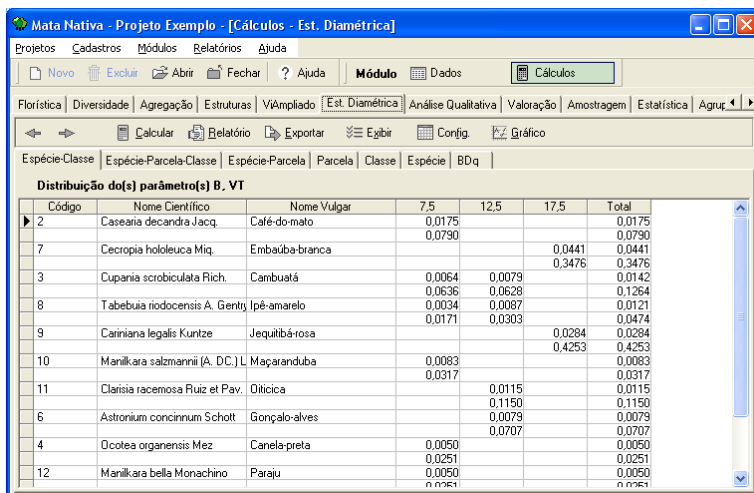 Mata Nativa - Projeto Exemplo - [Cálculos - Est. Diamétrica]
Projetos Cadastros Módulos Relatórios Ajuda
Novo Excluir Abrir Fechar ? Ajuda Módulo Dados Cálculos
Florística Diversidade Agregação Estruturas ViAmpliado Est. Diamétrica Análise Qualitativa Valoração Amostragem Estatística Agrup
Calcular Relatório Exportar Exibir Config. Gráfico
Espécie-Classe Espécie-Parcela-Classe Espécie-Parcela Parcela Classe Espécie BDq
Distribuição do(s) parâmetro(s) B, VT
Código Nome Científico Nome Vulgar 7,5 12,5 17,5 Total
2 Casearia decandra Jacq. Café-do-mato 0,0175 0,0175
0,0790 0,0790
7 Cecropia hololeuca Miq. Embaúba-branca 0,0441 0,0441
0,3476 0,3476
3 Cupania scrobiculata Rich. Cambuatá 0,0064 0,0079 0,0142
0,0636 0,0628 0,1264
8 Tabebuia riodocensis A. Gentry Ipê-amarelo 0,0034 0,0087 0,0121
0,0171 0,0303 0,0474
9 Cariniana legalis Kuntze Jequitibá-rosa 0,0284 0,0284
0,4253 0,4253
10 Manilkara salzmannii (A. DC.) L Maçaranduba 0,0083 0,0083
0,0317 0,0317
11 Clarisia racemosa Ruiz et Pav. Oiticica 0,0115 0,0115
0,1150 0,1150
6 Astronium concinnum Schott Gonçalo-alves 0,0079 0,0079
0,0707 0,0707
4 Ocotea organensis Mez Canela-preta 0,0050 0,0050
0,0251 0,0251
12 Manilkara bella Monachino Paraju 0,0050 0,0050
0,0251 0,0251